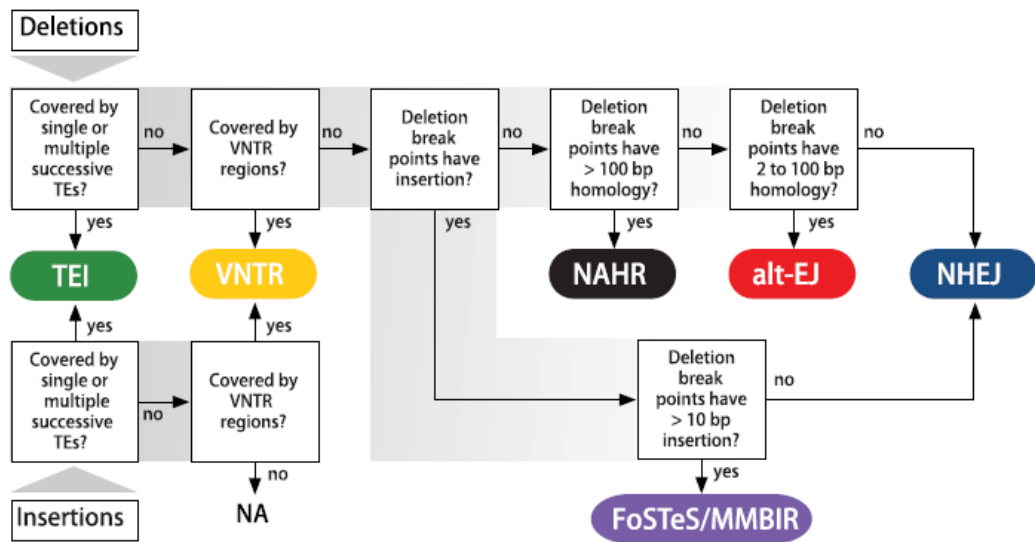 Deletions
Covered by
single or
multiple
successive
TEs?
no
yes
Covered by
VNTR
regions?
no
yes
Deletion
break
points have
insertion?
no
yes
Deletion
break
points have
> 100 bp
homology?
no
yes
Deletion
break
points have
2 to 100 bp
homology?
no
yes
TEI
VNTR
NAHR
alt-EJ
NHEJ
yes
Covered by
single or
multiple
successive
TEs?
no
yes
Covered by
VNTR
regions?
no
NA
Deletion
break
points have
> 10 bp
insertion?
no
yes
FoSTeS/MMBIR
Insertions